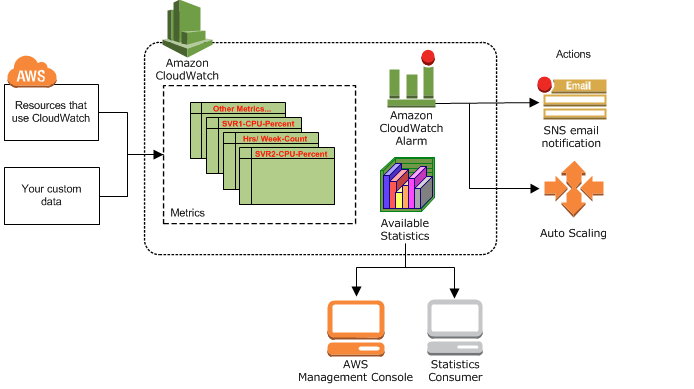 Amazon
CloudWatch
AWS
Resources that
use CloudWatch
Your custom
data
Other Metrics...
SVR1-CPU-Percent
Hrs/ Week-Count
SVR2-CPU-Percent
Metrics
Amazon
CloudWatch
Alarm
Available
Statistics
Actions
Email
SNS email
notification
Auto Scaling
AWS
Management Console
Statistics
Consumer